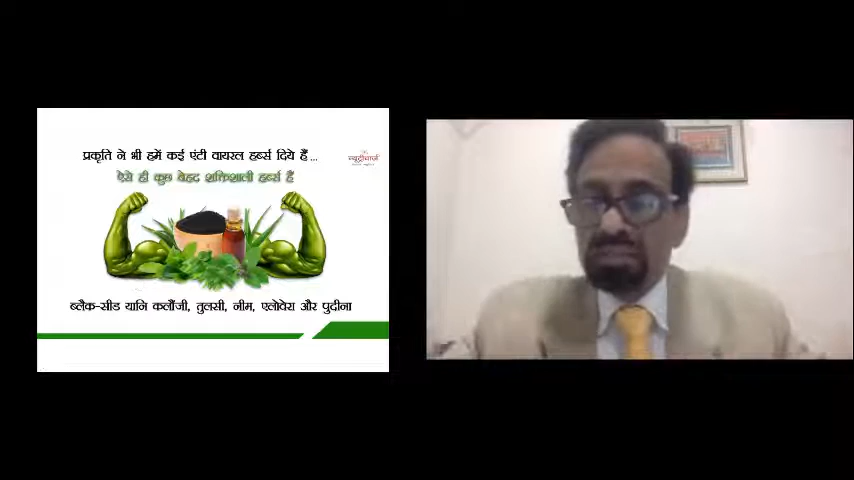 प्रकृति ने भी हमें कई एंटी वायरल हर्ब्स दिये हैं...
न्यूट्रीचार्ज
ऐसे ही कुछ बेहद शक्तिशाली हर्ब्स हैं
ब्लैक-सीड यानि कलौंजी, तुलसी, नीम, एलोवेरा और पुदीना